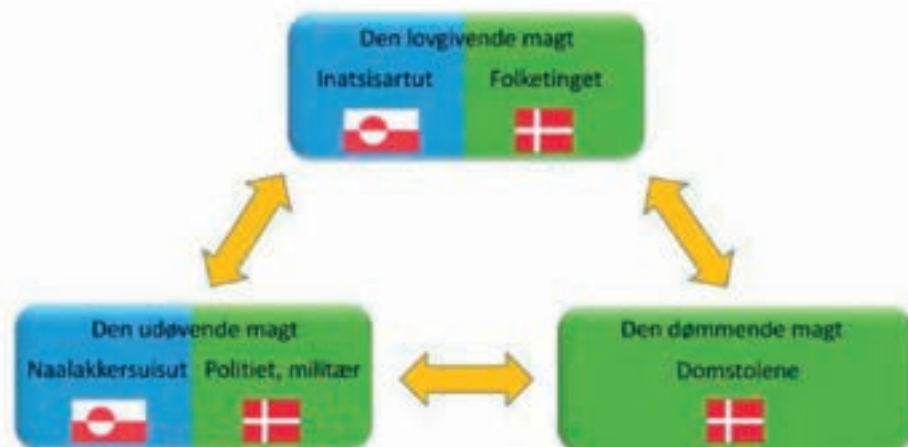 Den lovgivende magt
Inatsisartut Folketinget
Den udøvende magt
Naalakkersuisut Politiet, militær
Den dømmende magt
Domstolene